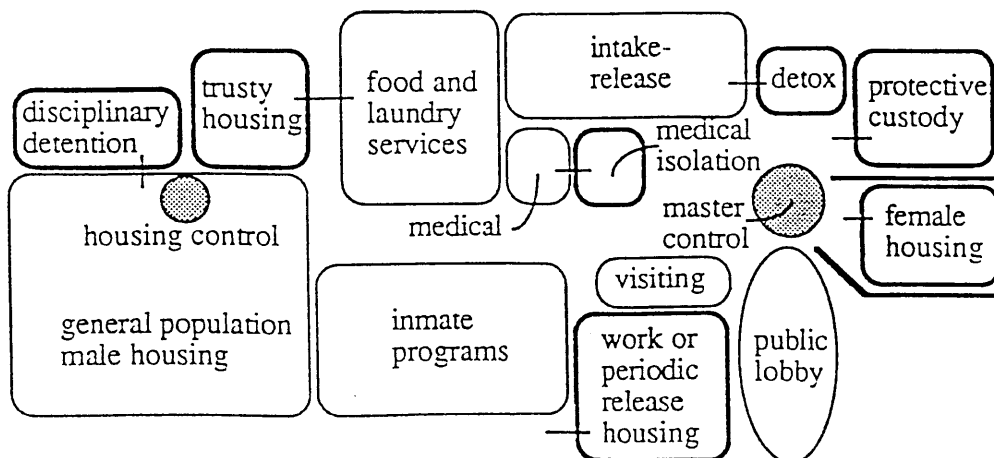 disciplinary
detention
trusty
housing
food and
laundry
services
intake-
release
detox
protective
custody
medical
isolation
medical
master
control
female
housing
housing control
general population
male housing
inmate
programs
visiting
work or
periodic
release
housing
public
lobby